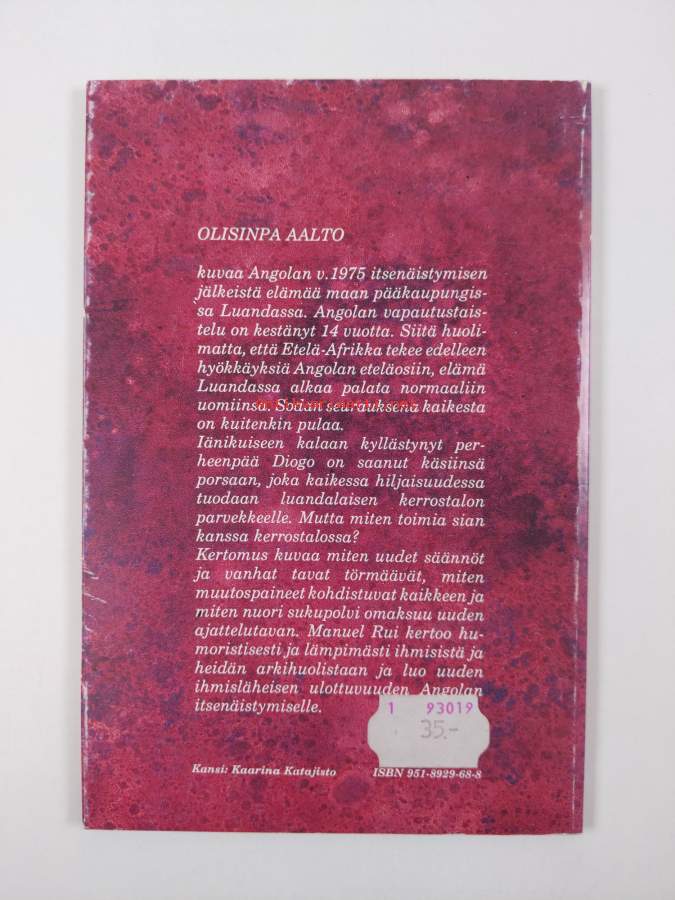 OLISINPA AALTO
kuvaa Angolan v.1975 itsenäistymisen
jälkeistä elämää maan pääkaupungis-
sa Luandassa. Angolan vapautustais-
telu on kestänyt 14 vuotta. Siitä huoli-
matta, että Etelä-Afrikka tekee edelleen
hyökkäyksiä Angolan eteläosiin, elämä
Luandassa alkaa palata normaaliin
uomiinsa. Sodan seurauksena kaikesta
on kuitenkin pulaa.
Iänikuiseen kalaan kyllästynyt per-
heenpää Diogo on saanut käsiinsä
porsaan, joka kaikessa hiljaisuudessa
tuodaan luandalaisen kerrostalon
parvekkeelle. Mutta miten toimia sian
kanssa kerrostalossa?
Kertomus kuvaa miten uudet säännöt
ja vanhat tavat törmäävät, miten
muutospaineet kohdistuvat kaikkeen ja
miten nuori sukupolvi omaksuu uuden
ajattelutavan. Manuel Rui kertoo hu-
moristisesti ja lämpimästi ihmisistä ja
heidän arkihuolistaan ja luo uuden
ihmisläheisen ulottuvuuden Angolan
itsenäistymiselle.
1 93019
35.-
Kansi: Kaarina Katajisto ISBN 951-8929-68-8